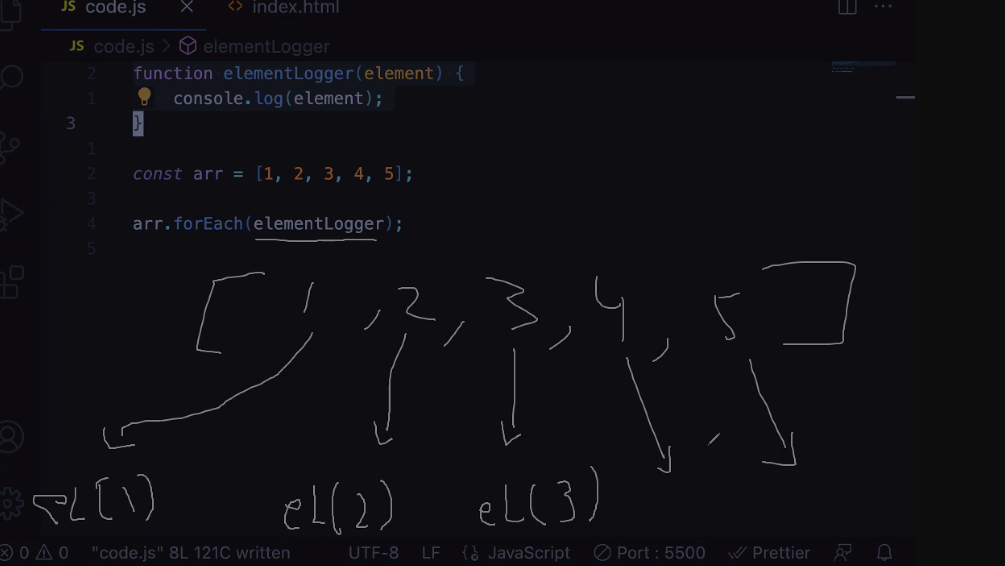 JS code.js × <> index.html ...
JS code.js > elementLogger
2 function elementLogger(element) {
1 console.log(element);
3 }
1
2 const arr = [1, 2, 3, 4, 5];
3
4 arr.forEach(elementLogger);
5
[ 1 , 2 , 3 , 4 , 5 ]
eL(1) eL(2) eL(3)
0 0 "code.js" 8L 121C written UTF-8 LF {} JavaScript Port : 5500 Prettier